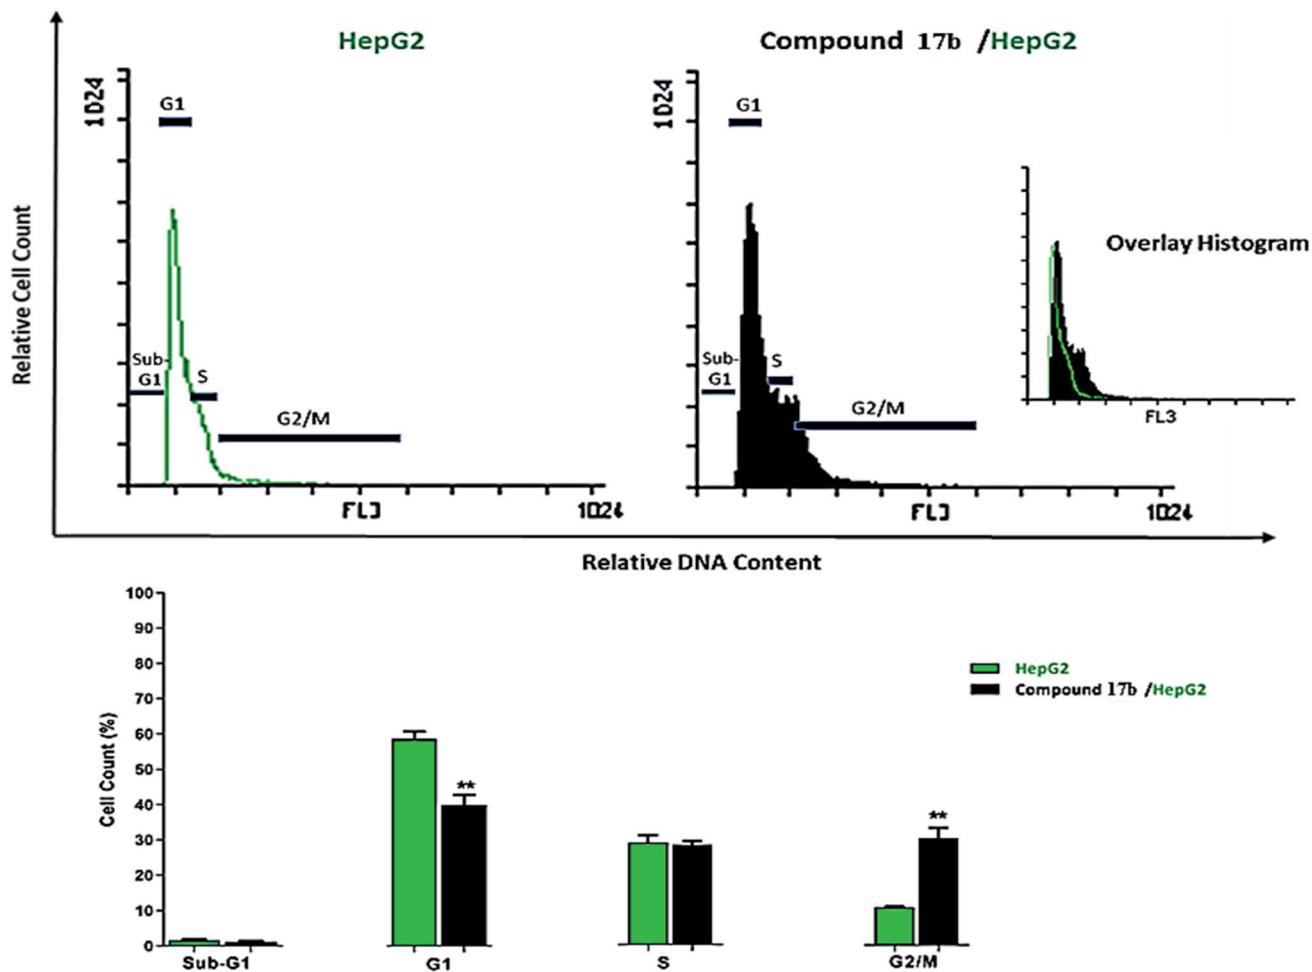 HepG2
Compound 17b /HepG2
1024
G1
Sub-
G1
S
G2/M
FL3
1024
1024
G1
Sub-
G1
S
G2/M
FL3
1024
Overlay Histogram
FL3
Relative Cell Count
Relative DNA Content
Cell Count (%)
100
90
80
70
60
50
40
30
20
10
0
**
**
Sub-G1
G1
S
G2/M
HepG2
Compound 17b /HepG2